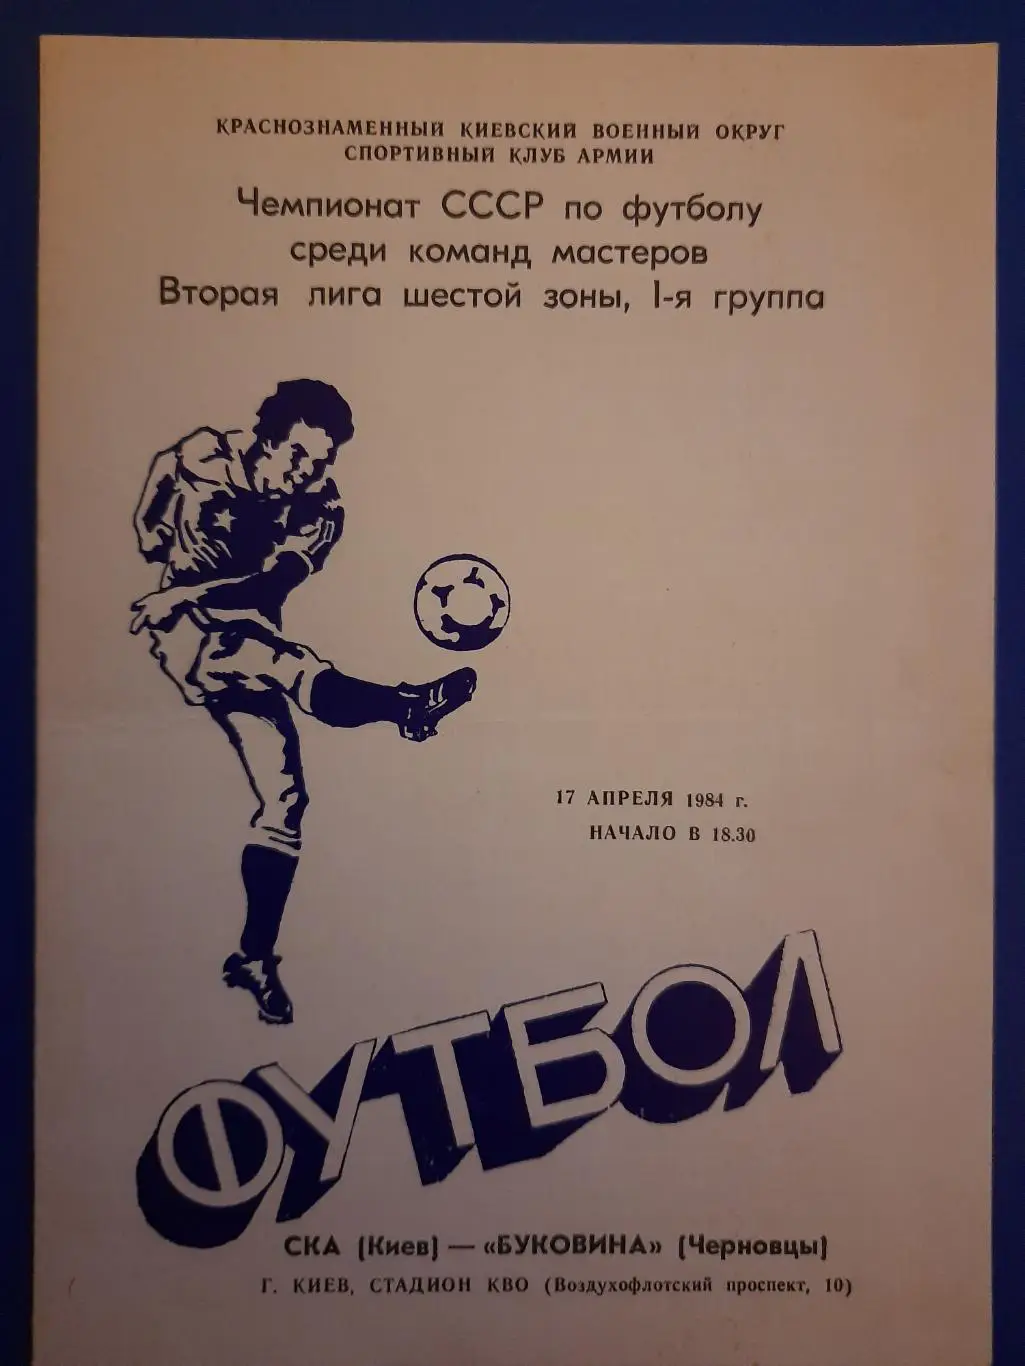 КРАСНОЗНАМЕННЫЙ КИЕВСКИЙ ВОЕННЫЙ ОКРУГ
СПОРТИВНЫЙ КЛУБ АРМИИ
Чемпионат СССР по футболу
среди команд мастеров
Вторая лига шестой зоны, I-я группа
17 АПРЕЛЯ 1984 г.
НАЧАЛО В 18.30
ФУТБОЛ
СКА (Киев) — «БУКОВИНА» (Черновцы)
Г. КИЕВ, СТАДИОН КВО (Воздухофлотский проспект, 10)